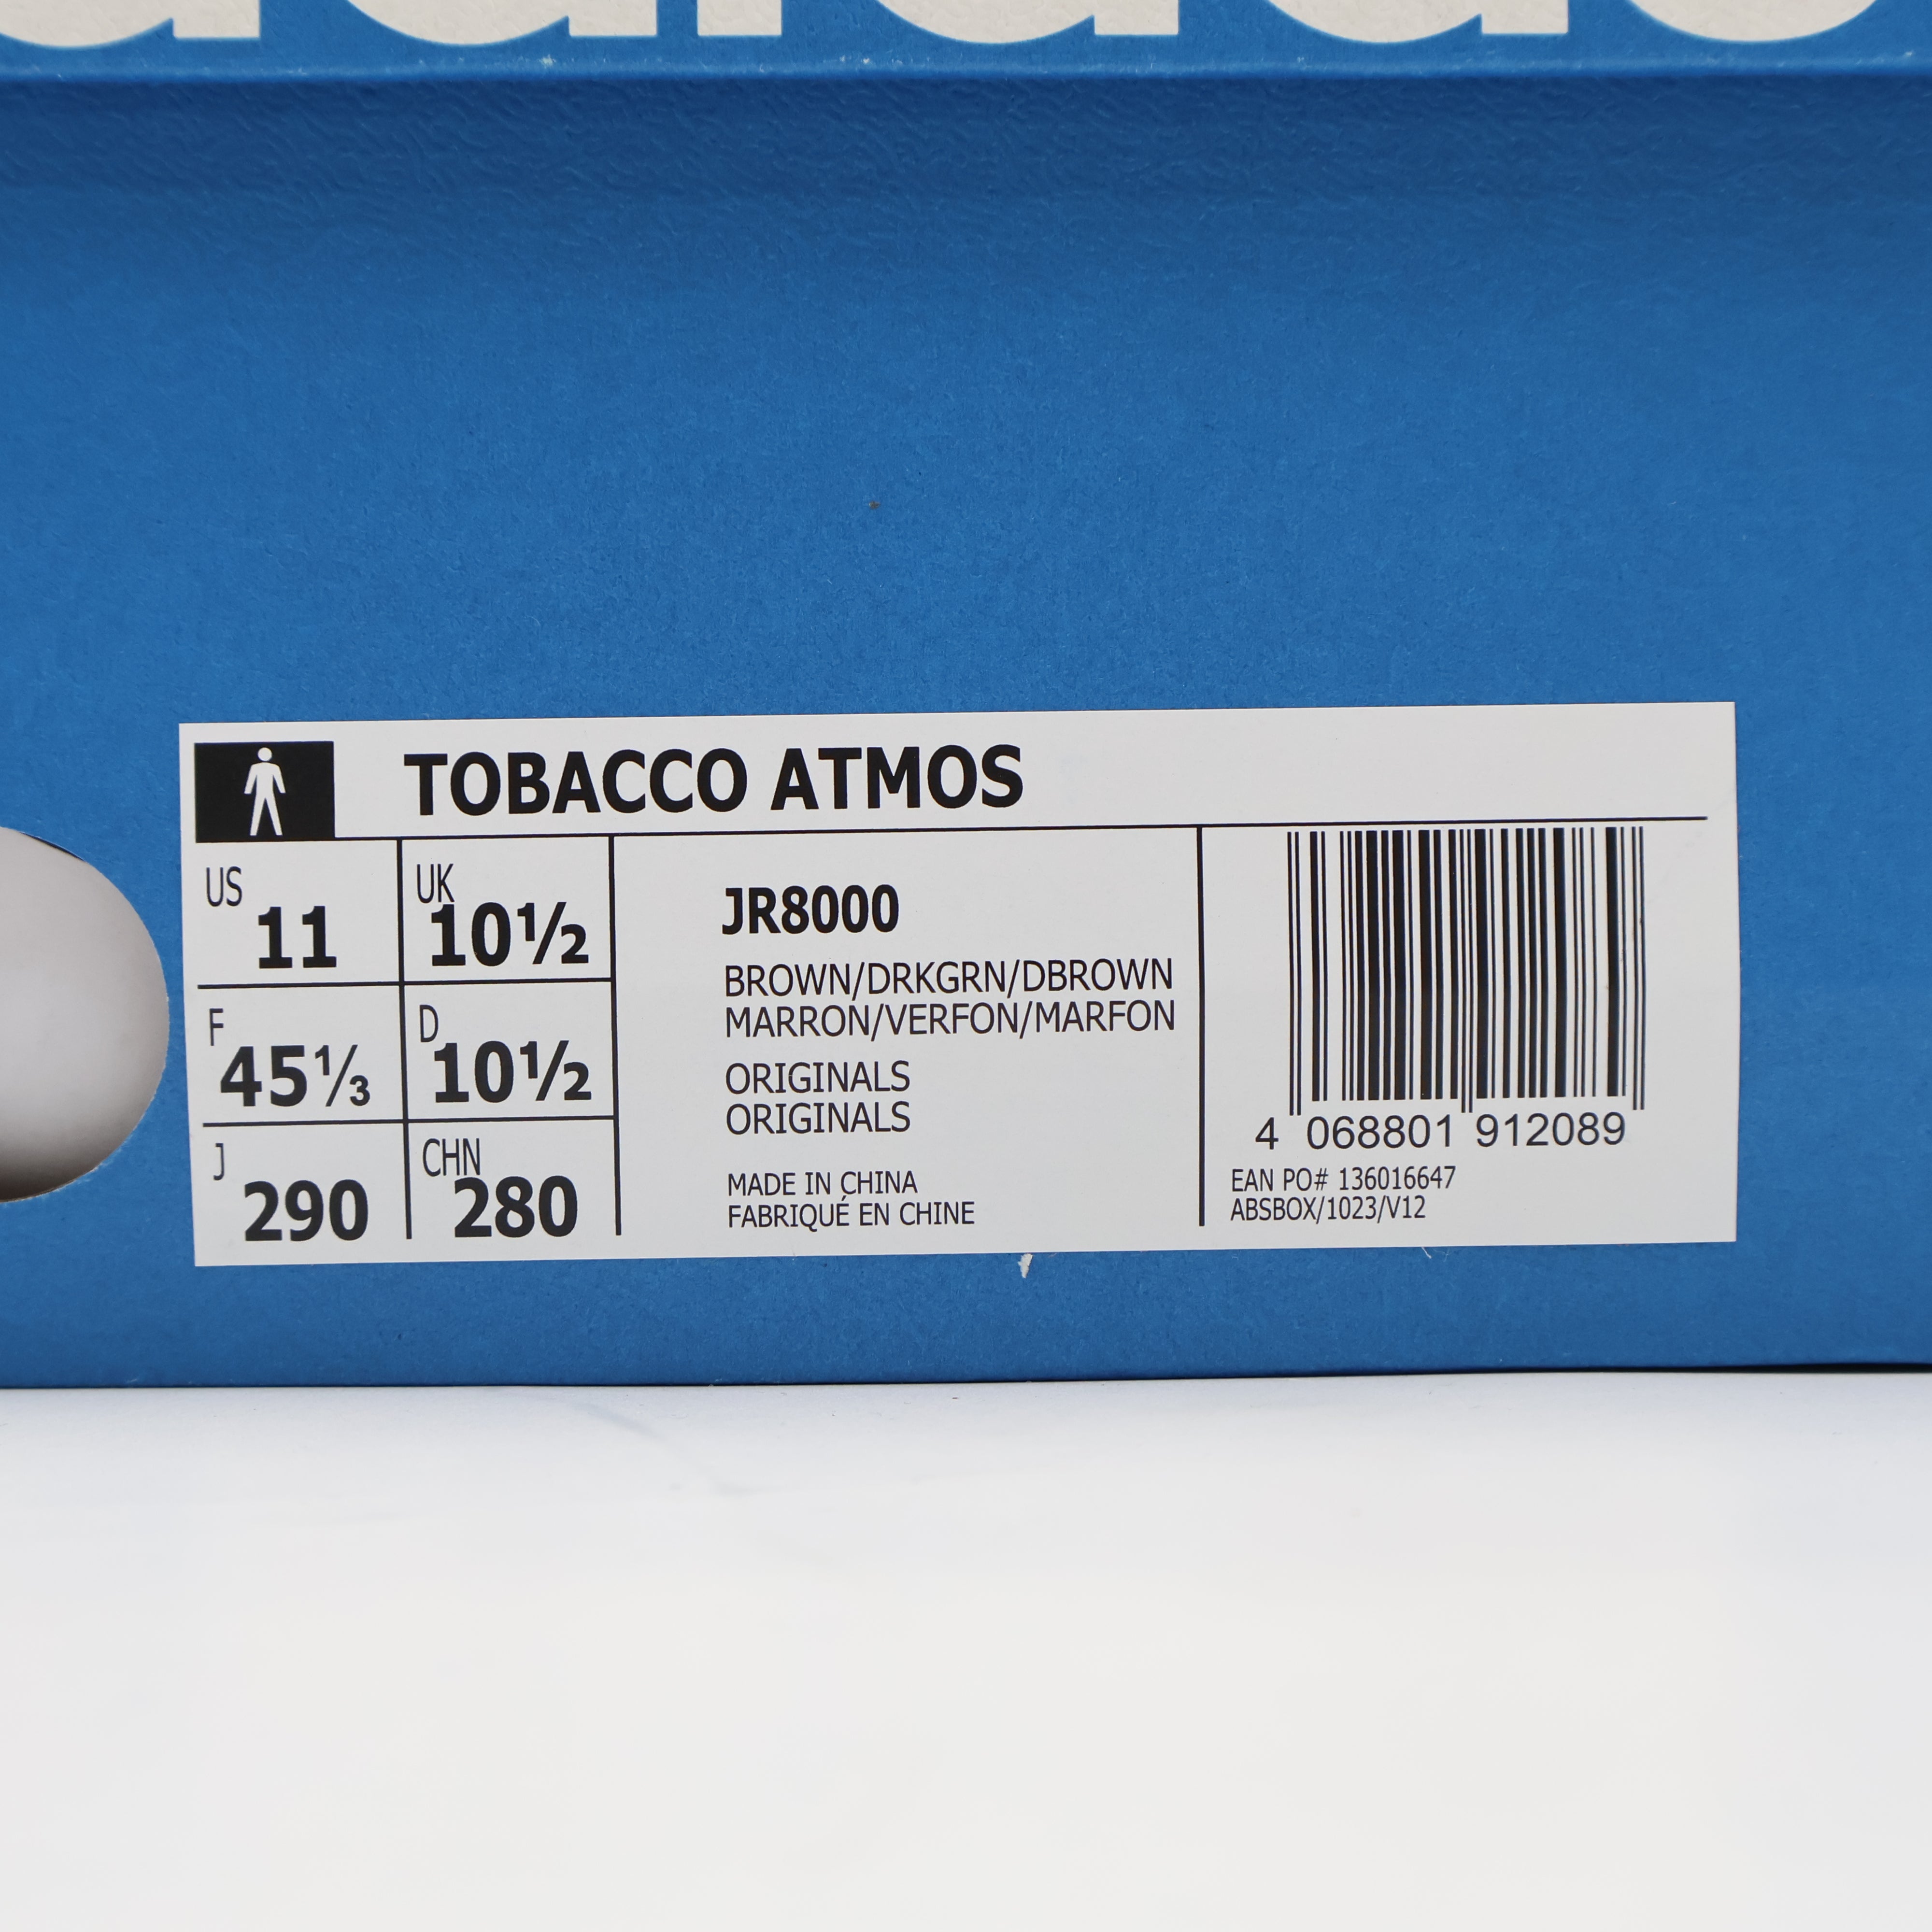 TOBACCO ATMOS
US 11
UK 10½
F 45⅓
D 10½
J 290
CHN 280
JR8000
BROWN/DRKGRN/DBROWN
MARRON/VERFON/MARFON
ORIGINALS
ORIGINALS
MADE IN CHINA
FABRIQUÉ EN CHINE
4 068801 912089
EAN PO# 136016647
ABSBOX/1023/V12